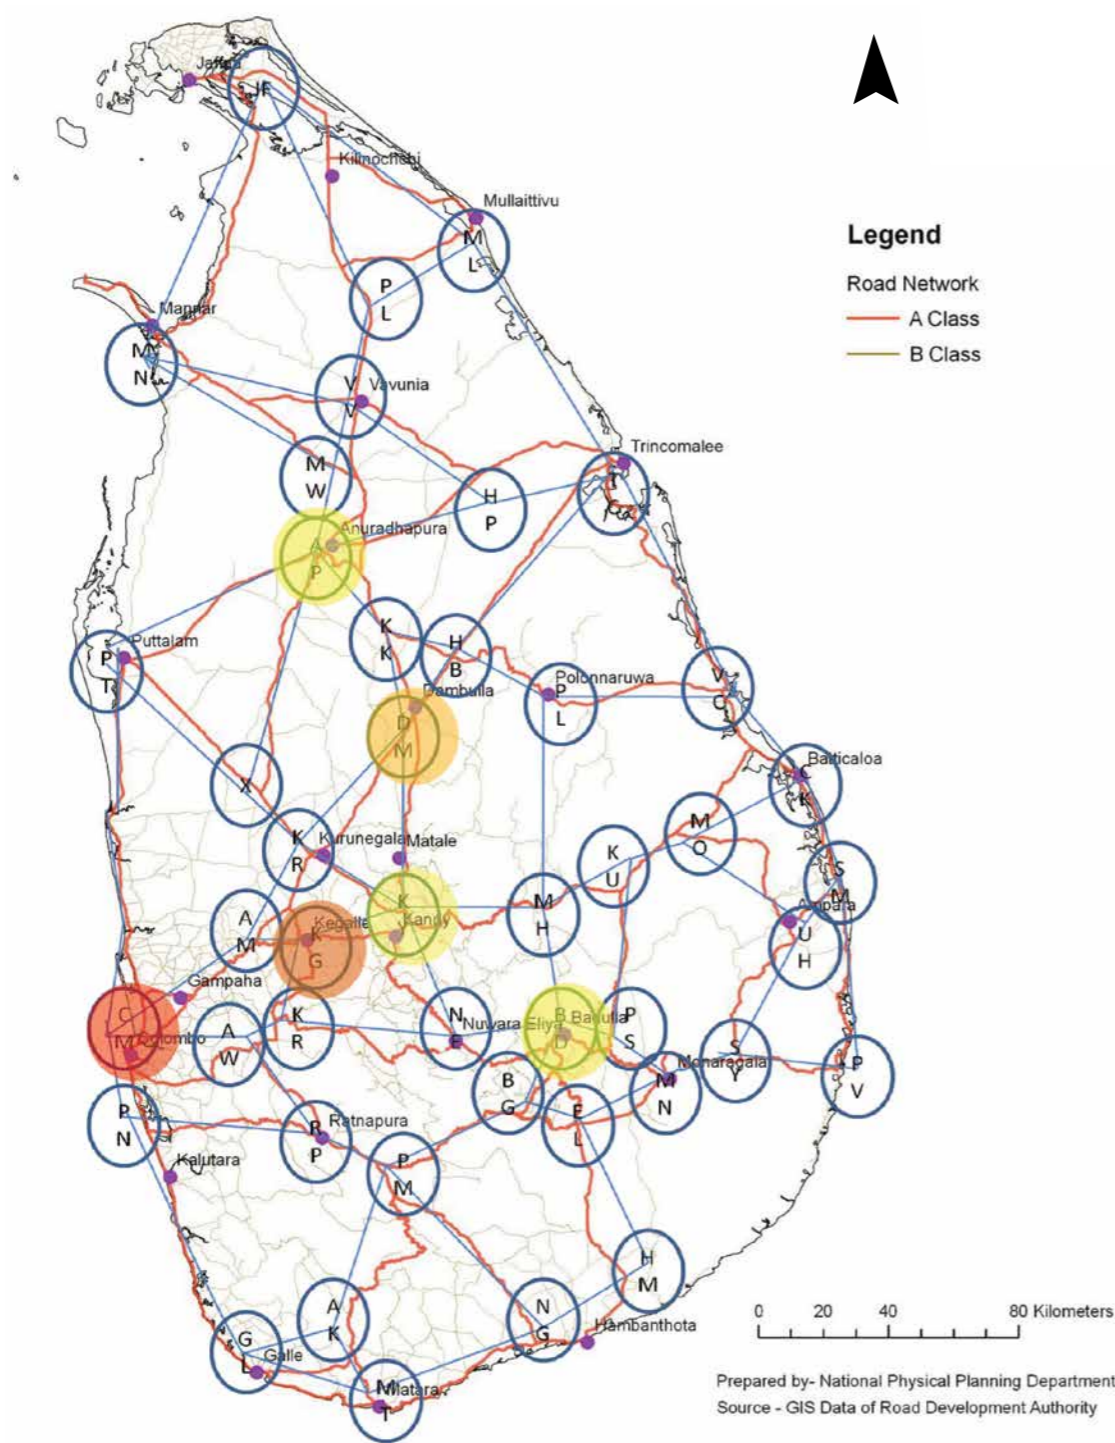 Jaffna
JF
Kilinochchi
Mullaittivu
M
L
Legend
Road Network
A Class
B Class
P
L
Mannar
M
N
V
V
Vavunia
M
W
H
P
Trincomalee
T
C
Anuradhapura
A
P
K
K
H
B
Puttalam
P
T
Polonnaruwa
P
L
V
C
Dambulla
D
M
X
Baiticaloa
C
K
K
R
Kurunegala
Matale
M
O
K
U
S
M
Ampara
U
H
A
M
Kegalle
K
G
K
Kandy
M
H
Gampaha
C
M
Colombo
A
W
K
R
N
E
Nuwara Eliya
B
D
Badulla
P
S
Monaragala
M
N
S
Y
P
V
P
N
R
P
Ratnapura
B
G
E
L
Kalutara
P
M
H
M
A
K
N
G
Hambanthota
G
L
Galle
M
T
Matara
0 20 40 80 Kilometers
Prepared by- National Physical Planning Department
Source - GIS Data of Road Development Authority